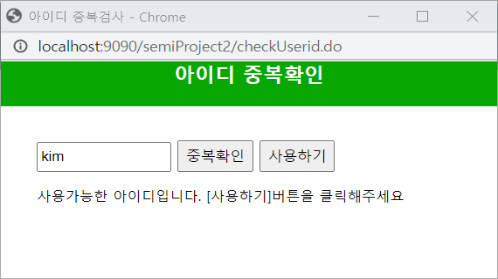 아이디 중복검사 - Chrome
localhost:9090/semiProject2/checkUserid.do
아이디 중복확인
kim 중복확인 사용하기
사용가능한 아이디입니다. [사용하기]버튼을 클릭해주세요